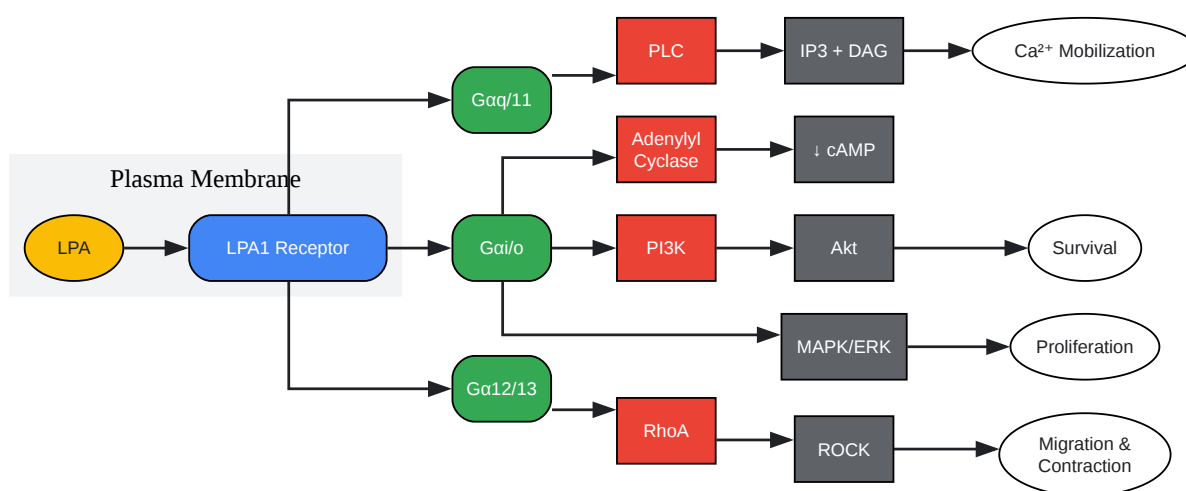 PLC
IP3 + DAG
Ca²⁺ Mobilization
Gαq/11
Adenylyl
Cyclase
↓ cAMP
Plasma Membrane
LPA
LPA1 Receptor
Gαi/o
PI3K
Akt
Survival
MAPK/ERK
Proliferation
Gα12/13
RhoA
ROCK
Migration &
Contraction